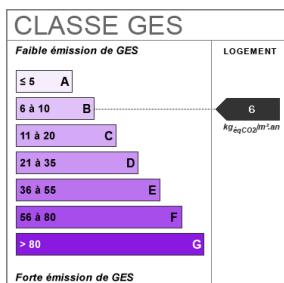 CLASSE GES
Faible émission de GES
LOGEMENT
≤ 5 A
6 à 10 B
6
kgéqCO2/m².an
11 à 20 C
21 à 35 D
36 à 55 E
56 à 80 F
> 80 G
Forte émission de GES